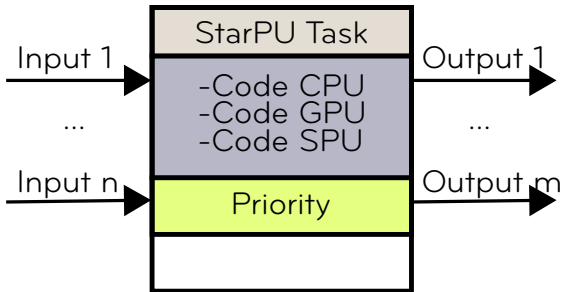 StarPU Task
Input 1
Output 1
-Code CPU
-Code GPU
-Code SPU
...
...
Input n
Output m
Priority